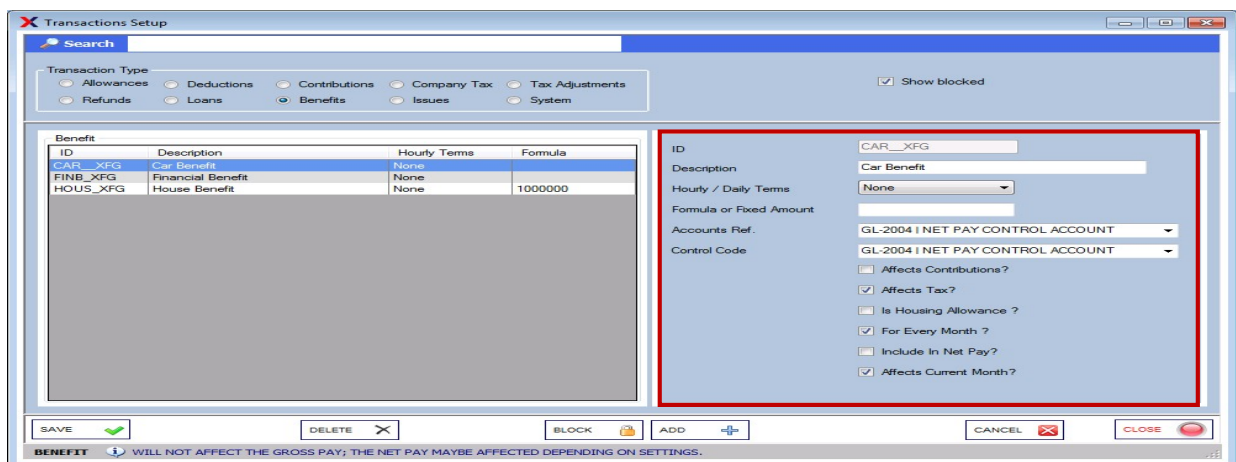 Transactions Setup
Search
Transaction Type
Allowances Deductions Contributions Company Tax Tax Adjustments
Refunds Loans Benefits Issues System
Show blocked
Benefit
ID Description Hourly Terms Formula
CAR__XFG Car Benefit None
FINB_XFG Financial Benefit None
HOUS_XFG House Benefit None 1000000
ID CAR__XFG
Description Car Benefit
Hourly / Daily Terms None
Formula or Fixed Amount
Accounts Ref. GL-2004 | NET PAY CONTROL ACCOUNT
Control Code GL-2004 | NET PAY CONTROL ACCOUNT
Affects Contributions?
Affects Tax?
Is Housing Allowance ?
For Every Month ?
Include In Net Pay?
Affects Current Month?
SAVE DELETE BLOCK ADD CANCEL CLOSE
BENEFIT WILL NOT AFFECT THE GROSS PAY; THE NET PAY MAYBE AFFECTED DEPENDING ON SETTINGS.